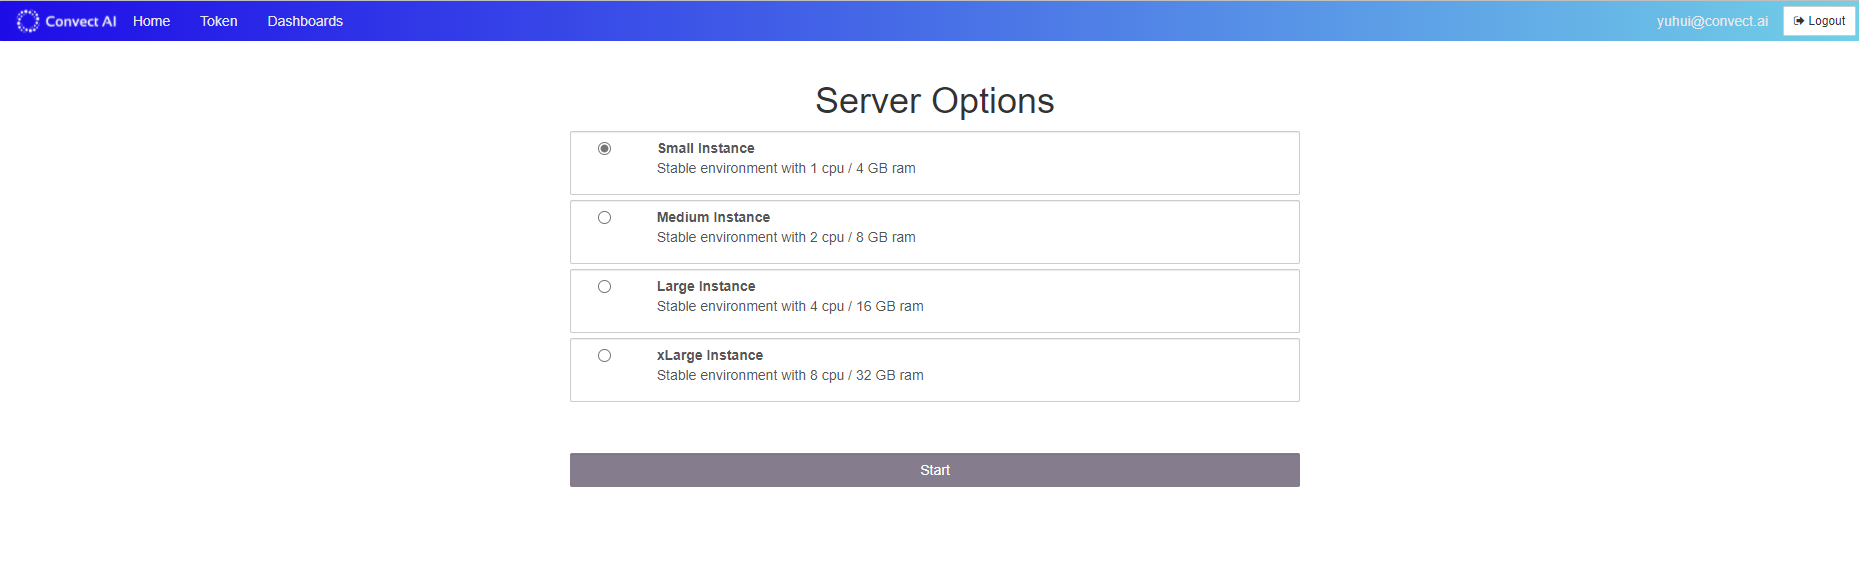 Convect AI Home Token Dashboards yuhui@convect.ai Logout
Server Options
Small Instance
Stable environment with 1 cpu / 4 GB ram
Medium Instance
Stable environment with 2 cpu / 8 GB ram
Large Instance
Stable environment with 4 cpu / 16 GB ram
xLarge Instance
Stable environment with 8 cpu / 32 GB ram
Start